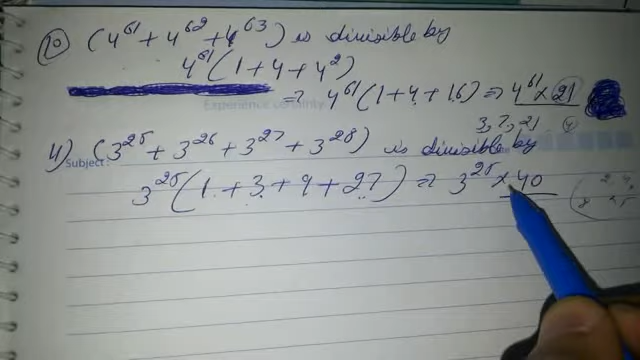 10) (4^61 + 4^62 + 4^63) is divisible by
4^61 (1 + 4 + 4^2)
=> 4^61 (1 + 4 + 16) => 4^61 × 21
3, 7, 21
11) (3^25 + 3^26 + 3^27 + 3^28) is divisible by
Subject :
3^25 (1 + 3 + 9 + 27) => 3^25 × 40